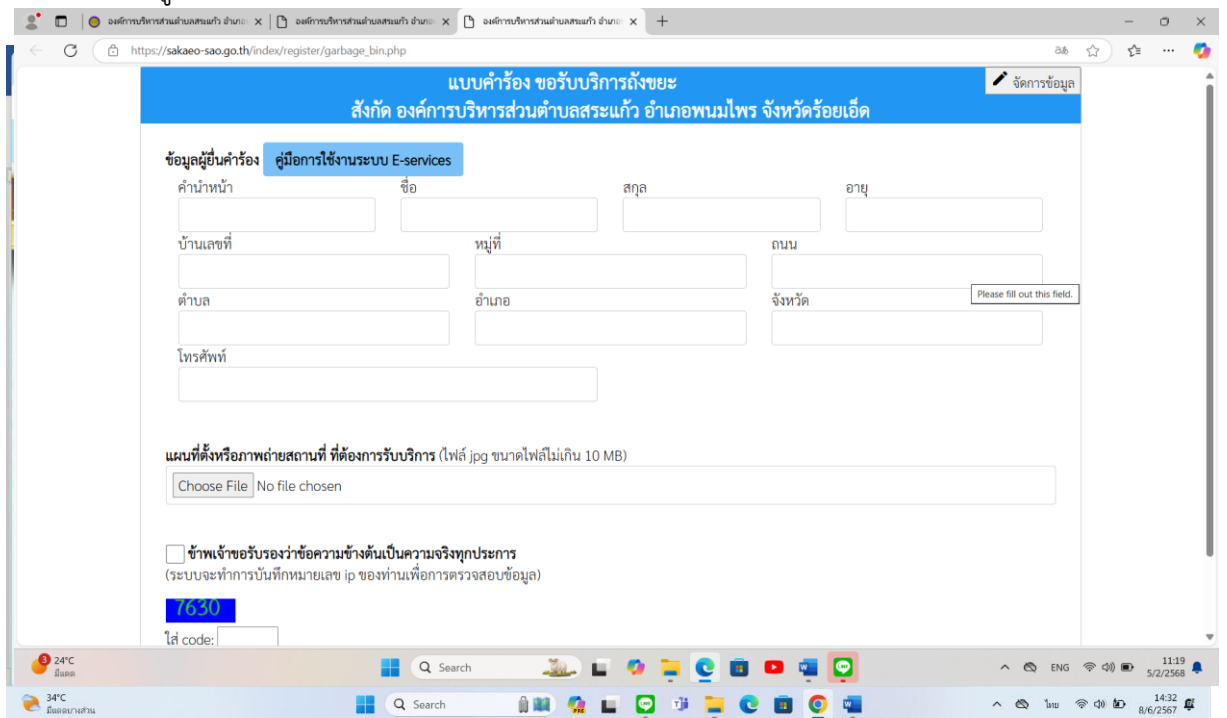 องค์การบริหารส่วนตำบลสระแก้ว อำเภอ
องค์การบริหารส่วนตำบลสระแก้ว อำเภอ
องค์การบริหารส่วนตำบลสระแก้ว อำเภอ
https://sakaeo-sao.go.th/index/register/garbage_bin.php
แบบคำร้อง ขอรับบริการถังขยะ
จัดการข้อมูล
สังกัด องค์การบริหารส่วนตำบลสระแก้ว อำเภอพนมไพร จังหวัดร้อยเอ็ด
ข้อมูลผู้ยื่นคำร้อง คู่มือการใช้งานระบบ E-services
คำนำหน้า ชื่อ สกุล อายุ
บ้านเลขที่ หมู่ที่ ถนน
Please fill out this field.
ตำบล อำเภอ จังหวัด
โทรศัพท์
แผนที่ตั้งหรือภาพถ่ายสถานที่ ที่ต้องการรับบริการ (ไฟล์ jpg ขนาดไฟล์ไม่เกิน 10 MB)
Choose File No file chosen
ข้าพเจ้าขอรับรองว่าข้อความข้างต้นเป็นความจริงทุกประการ
(ระบบจะทำการบันทึกหมายเลข ip ของท่านเพื่อการตรวจสอบข้อมูล)
7630
ใส่ code:
3 24°C
มีแดด
Search
ENG
11:19
5/2/2568
34°C
มีแดดบางส่วน
Search
ไทย
14:32
8/6/2567